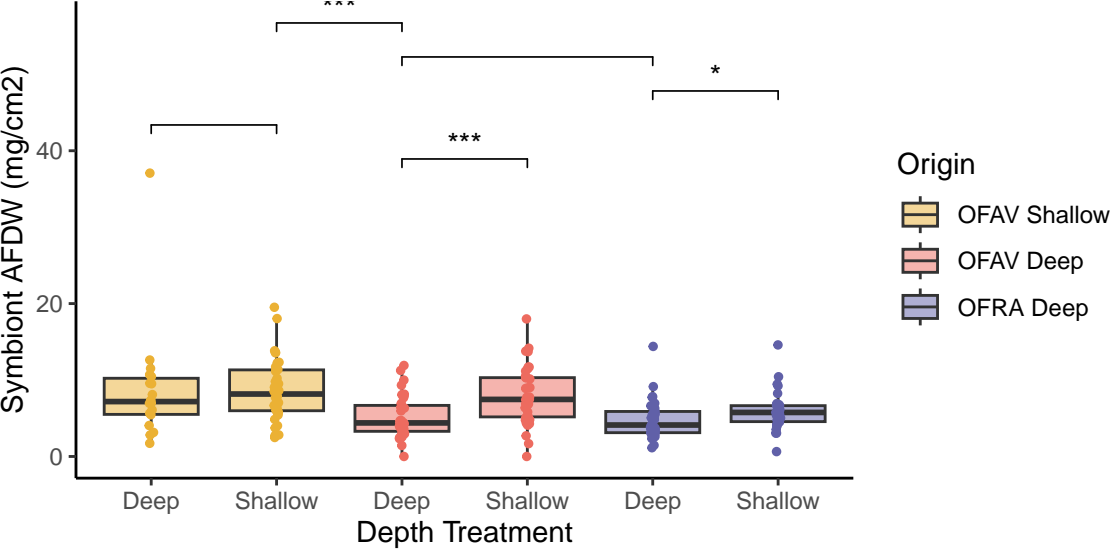 ***
*
***
40
20
0
Symbiont AFDW (mg/cm2)
Deep
Shallow
Deep
Shallow
Deep
Shallow
Depth Treatment
Origin
OFAV Shallow
OFAV Deep
OFRA Deep